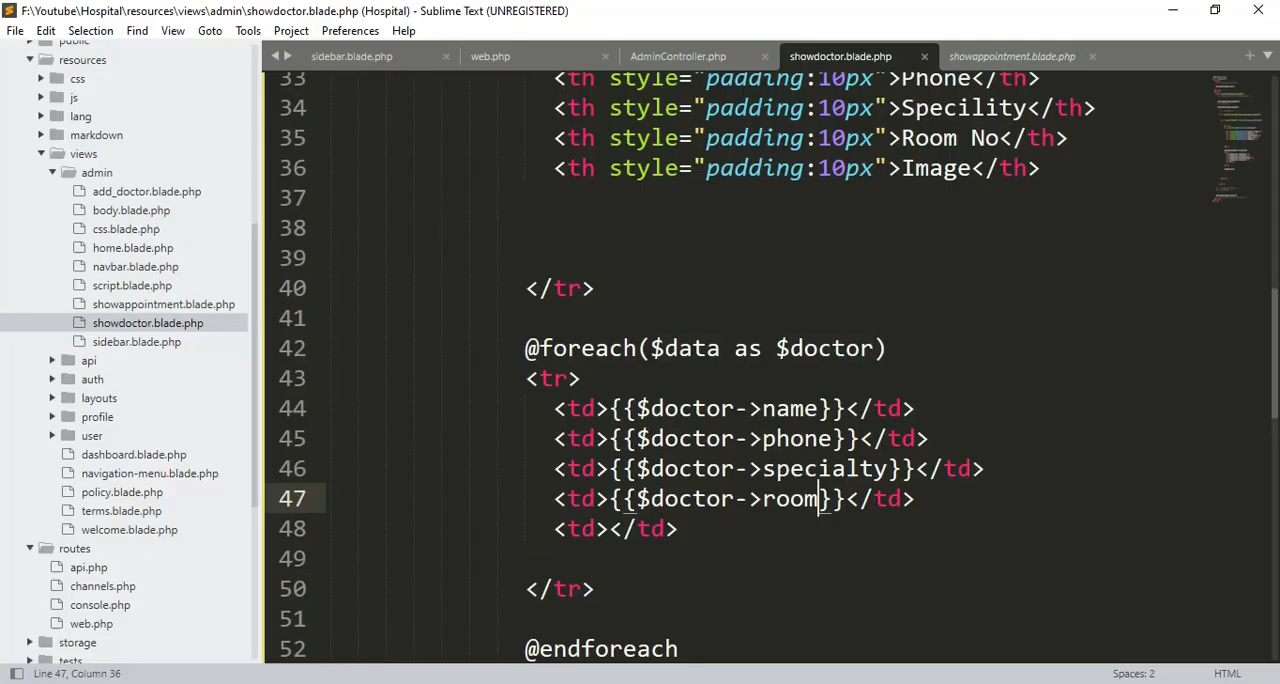 F:\Youtube\Hospital\resources\views\admin\showdoctor.blade.php (Hospital) - Sublime Text (UNREGISTERED)
File Edit Selection Find View Goto Tools Project Preferences Help
public
resources
css
js
lang
markdown
views
admin
add_doctor.blade.php
body.blade.php
css.blade.php
home.blade.php
navbar.blade.php
script.blade.php
showappointment.blade.php
showdoctor.blade.php
sidebar.blade.php
api
auth
layouts
profile
user
dashboard.blade.php
navigation-menu.blade.php
policy.blade.php
terms.blade.php
welcome.blade.php
routes
api.php
channels.php
console.php
web.php
storage
tests
sidebar.blade.php web.php AdminController.php showdoctor.blade.php showappointment.blade.php
33 <th style="padding:10px">Phone</th>
34 <th style="padding:10px">Specility</th>
35 <th style="padding:10px">Room No</th>
36 <th style="padding:10px">Image</th>
37
38
39
40 </tr>
41
42 @foreach($data as $doctor)
43 <tr>
44 <td>{{$doctor->name}}</td>
45 <td>{{$doctor->phone}}</td>
46 <td>{{$doctor->specialty}}</td>
47 <td>{{$doctor->room}}</td>
48 <td></td>
49
50 </tr>
51
52 @endforeach
Line 47, Column 36 Spaces: 2 HTML